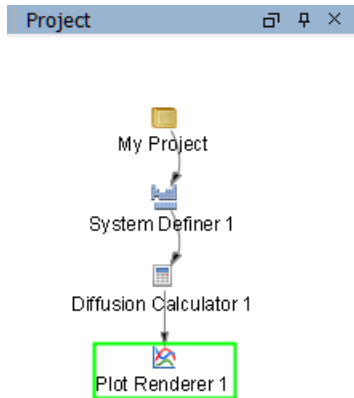 Project
My Project
System Definer 1
Diffusion Calculator 1
Plot Renderer 1